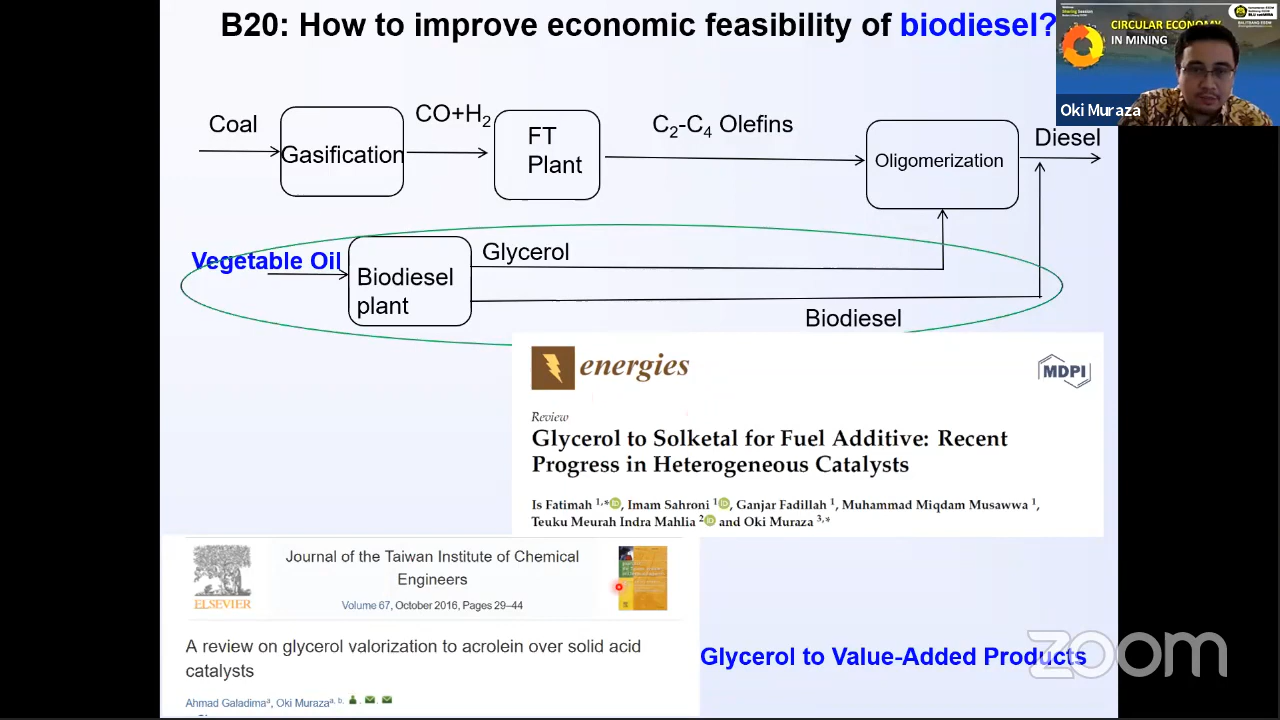 B20: How to improve economic feasibility of biodiesel?
CIRCULAR ECONOMY
IN MINING
Oki Muraza
Coal
Gasification
CO+H2
FT
Plant
C2-C4 Olefins
Oligomerization
Diesel
Vegetable Oil
Biodiesel
plant
Glycerol
Biodiesel
energies
MDPI
Review
Glycerol to Solketal for Fuel Additive: Recent
Progress in Heterogeneous Catalysts
Is Fatimah 1,*, Imam Sahroni 1, Ganjar Fadillah 1, Muhammad Miqdam Musawwa 1,
Teuku Meurah Indra Mahlia 2 and Oki Muraza 3,*
ELSEVIER
Journal of the Taiwan Institute of Chemical
Engineers
Volume 67, October 2016, Pages 29–44
A review on glycerol valorization to acrolein over solid acid
catalysts
Ahmad Galadima a, Oki Muraza a, b,
Glycerol to Value-Added Products
zoom